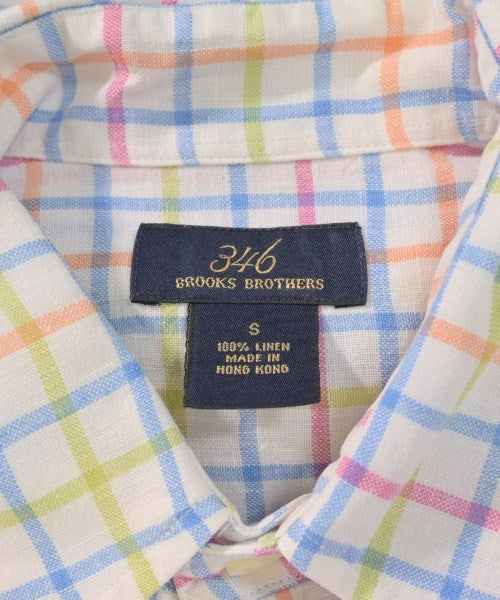 346
BROOKS BROTHERS
S
100% LINEN
MADE IN
HONG KONG